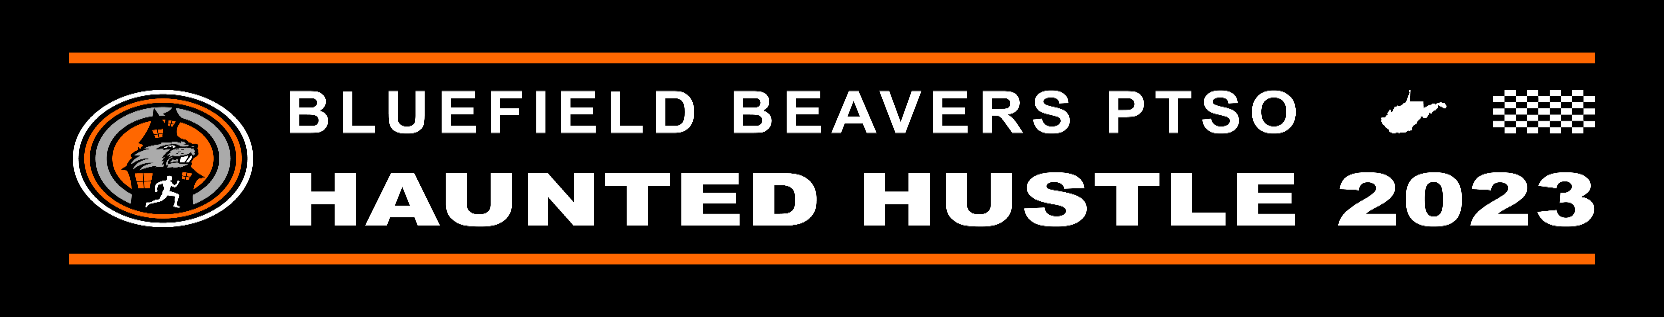 BLUEFIELD BEAVERS PTSO
HAUNTED HUSTLE 2023